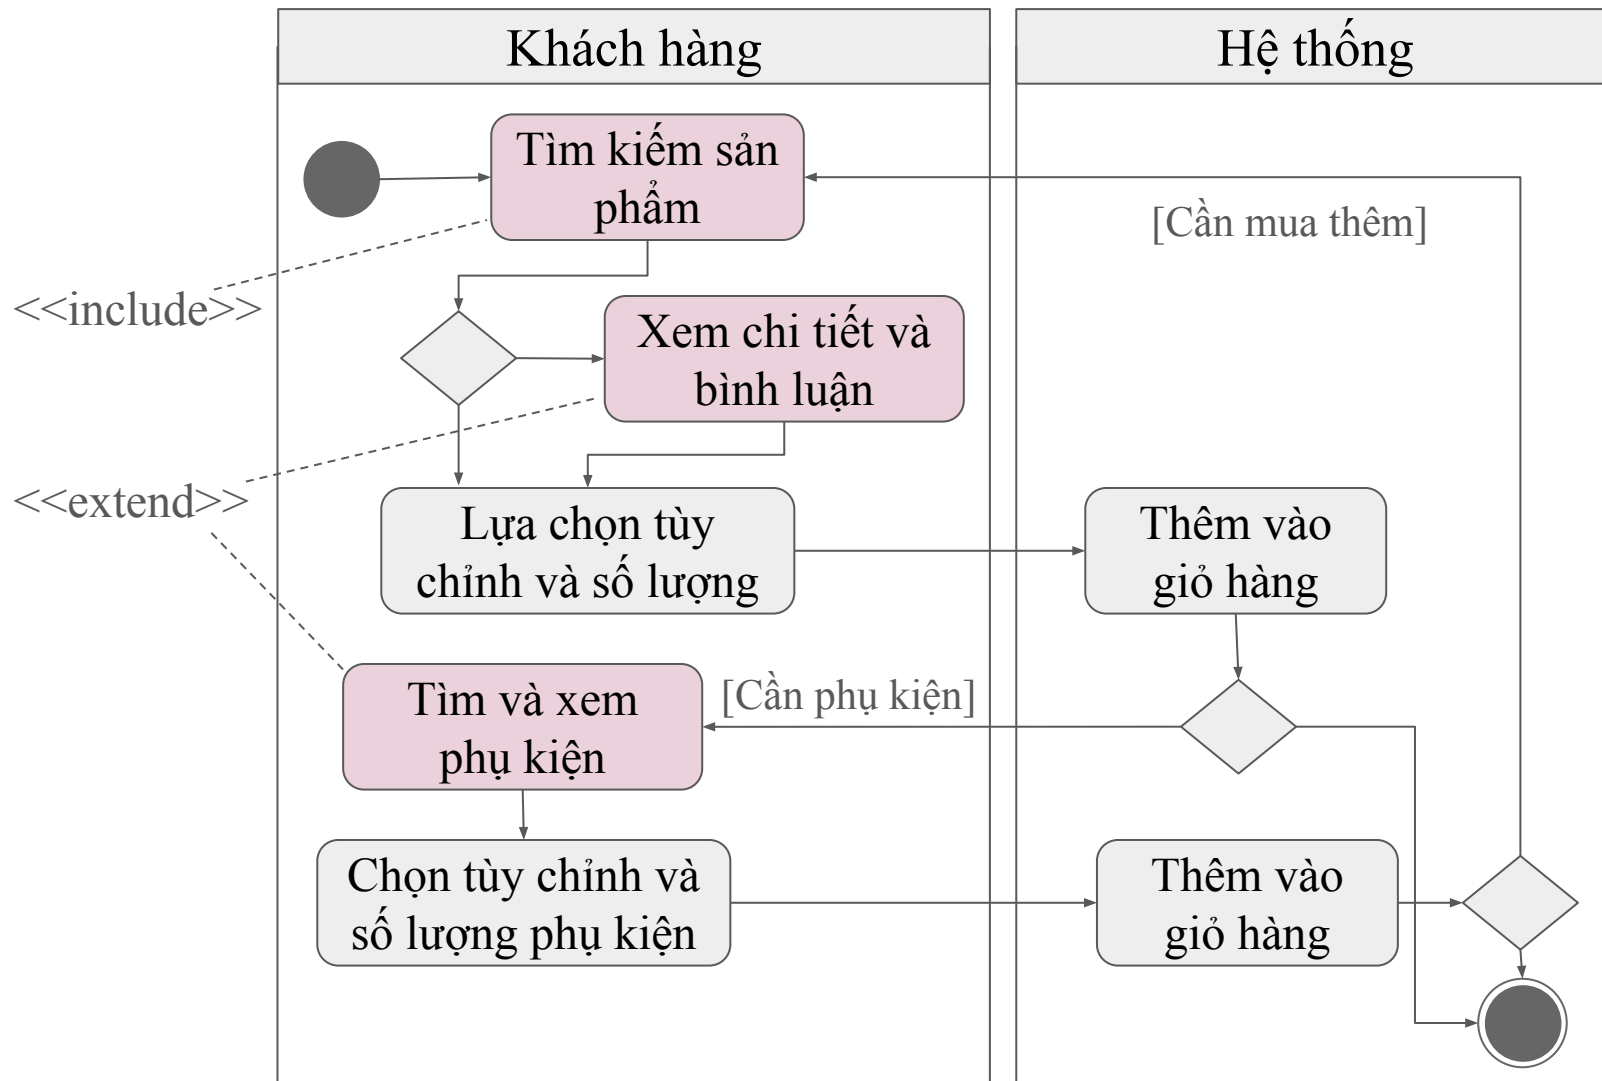 Khách hàng
Hệ thống
Tìm kiếm sản
phẩm
[Cần mua thêm]
<<include>>
Xem chi tiết và
bình luận
<<extend>>
Lựa chọn tùy
chỉnh và số lượng
Thêm vào
giỏ hàng
Tìm và xem
phụ kiện
[Cần phụ kiện]
Chọn tùy chỉnh và
số lượng phụ kiện
Thêm vào
giỏ hàng